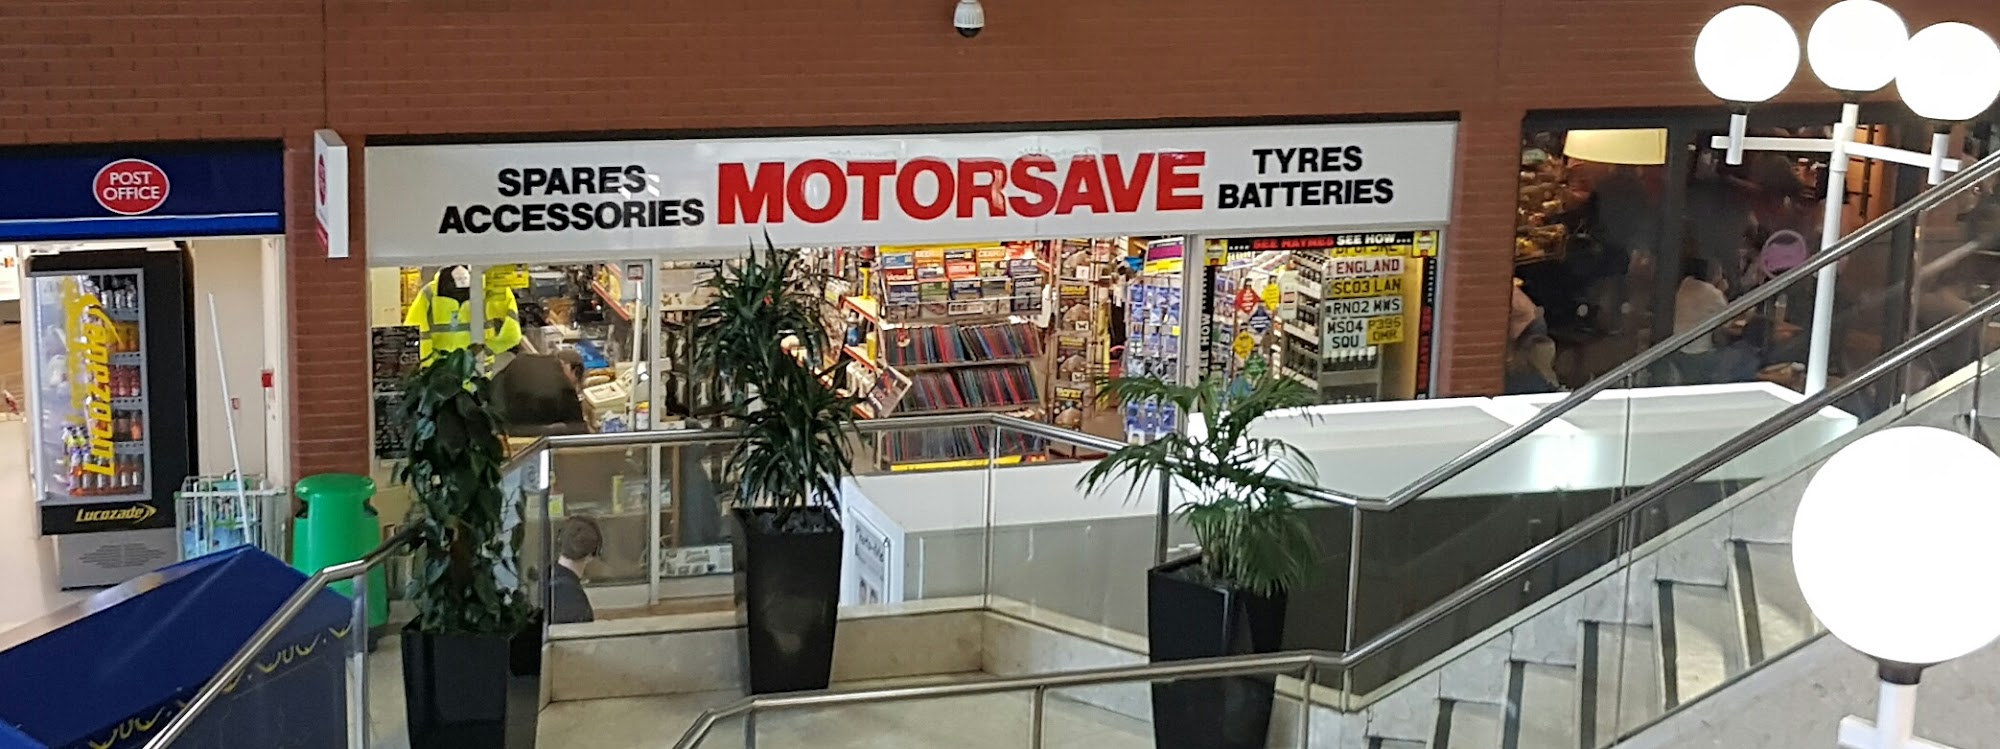 POST
OFFICE
SPARES
ACCESSORIES
MOTORSAVE
TYRES
BATTERIES
SEE HAYNES SEE HOW...
ENGLAND
SC03 LAN
RN02 MWS
MS04
SQU
P396
OMR
Lucozade
Lucozade